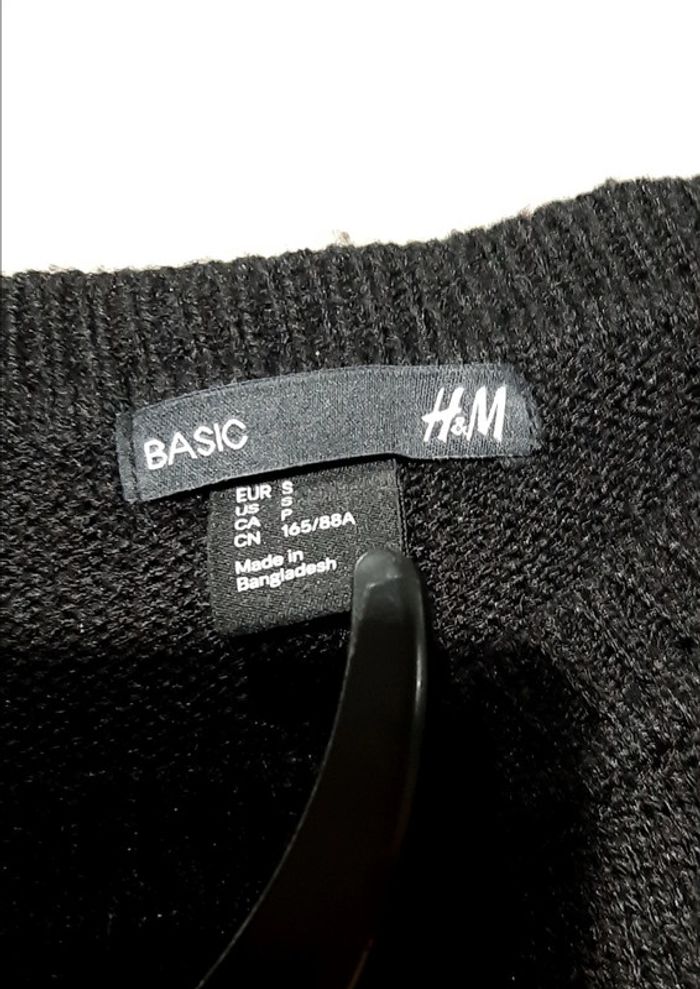 BASIC H&M
EUR S
US S
CA P
CN 165/88A
Made in
Bangladesh